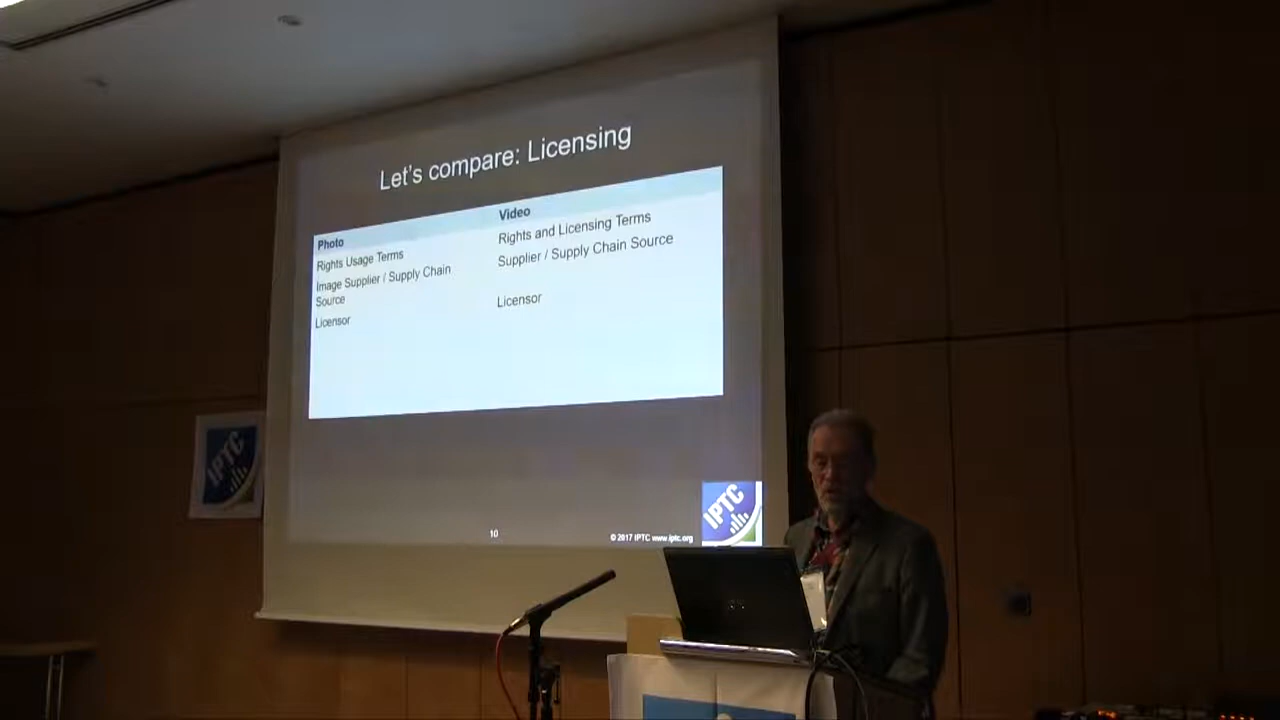 Let's compare: Licensing
Photo
Video
Rights Usage Terms
Rights and Licensing Terms
Image Supplier / Supply Chain
Source
Supplier / Supply Chain Source
Licensor
Licensor
10
© 2017 IPTC www.iptc.org
IPTC
IPTC